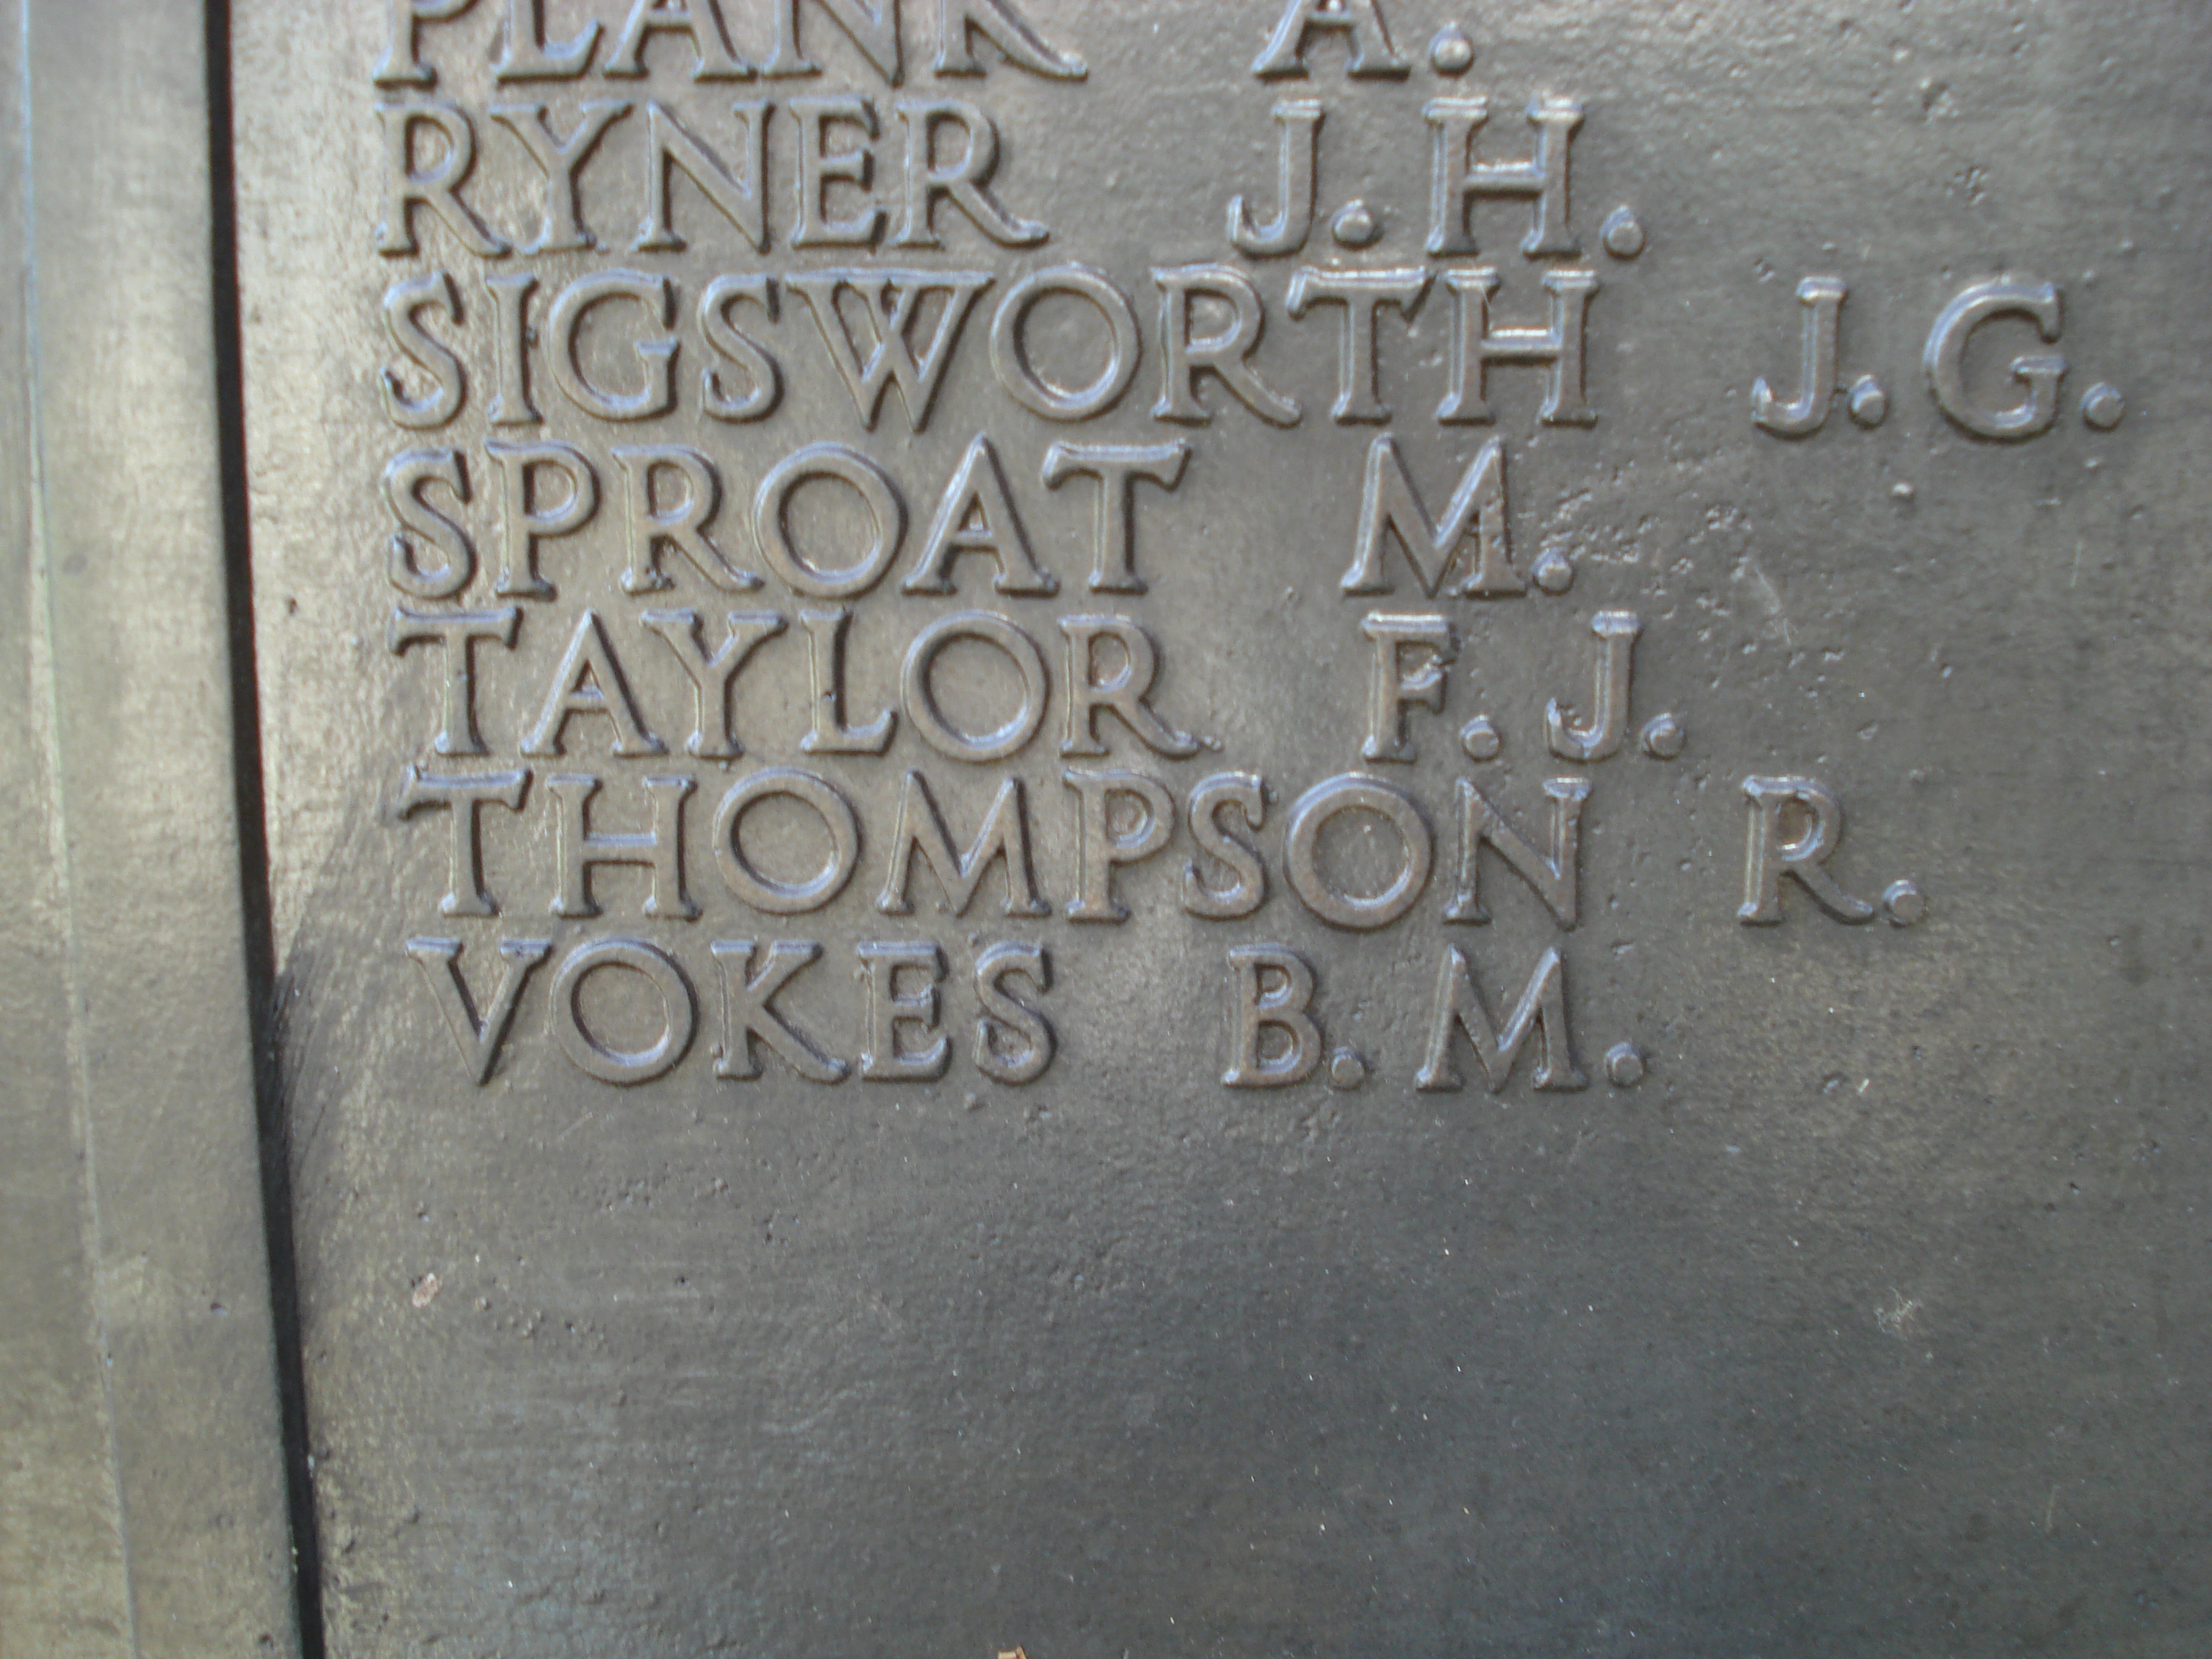 PLANK A.
RYNER J.H.
SIGSWORTH J.G.
SPROAT M.
TAYLOR F.J.
THOMPSON R.
VOKES B.M.